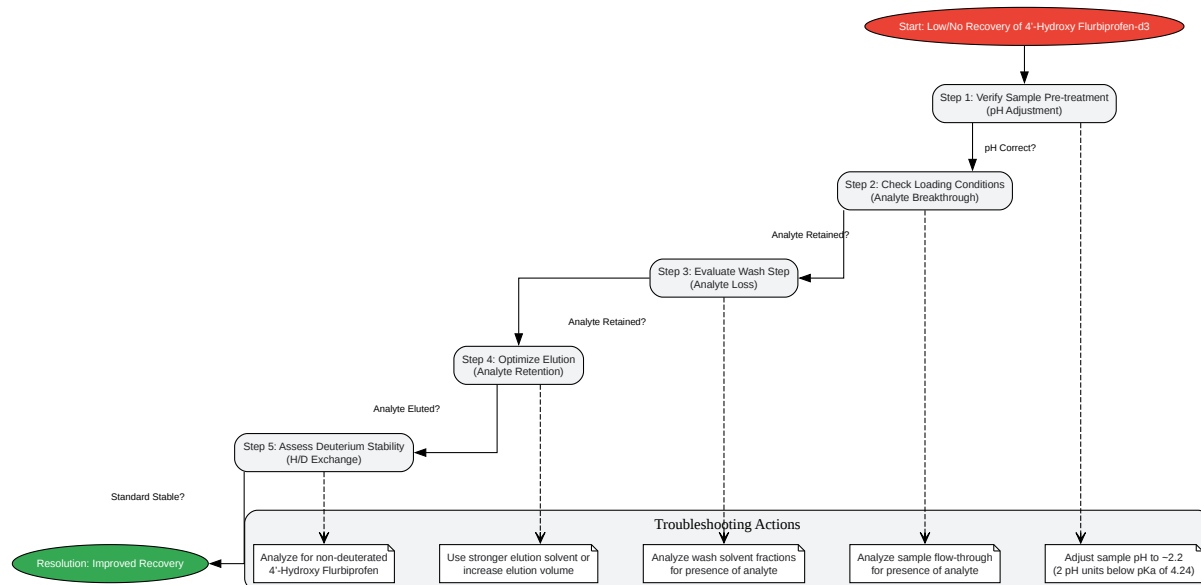 Start: Low/No Recovery of 4'-Hydroxy Flurbiprofen-d3
Step 1: Verify Sample Pre-treatment
(pH Adjustment)
pH Correct?
Step 2: Check Loading Conditions
(Analyte Breakthrough)
Analyte Retained?
Step 3: Evaluate Wash Step
(Analyte Loss)
Analyte Retained?
Step 4: Optimize Elution
(Analyte Retention)
Analyte Eluted?
Step 5: Assess Deuterium Stability
(H/D Exchange)
Standard Stable?
Resolution: Improved Recovery
Troubleshooting Actions
Analyze for non-deuterated
4'-Hydroxy Flurbiprofen
Use stronger elution solvent or
increase elution volume
Analyze wash solvent fractions
for presence of analyte
Analyze sample flow-through
for presence of analyte
Adjust sample pH to ~2.2
(2 pH units below pKa of 4.24)